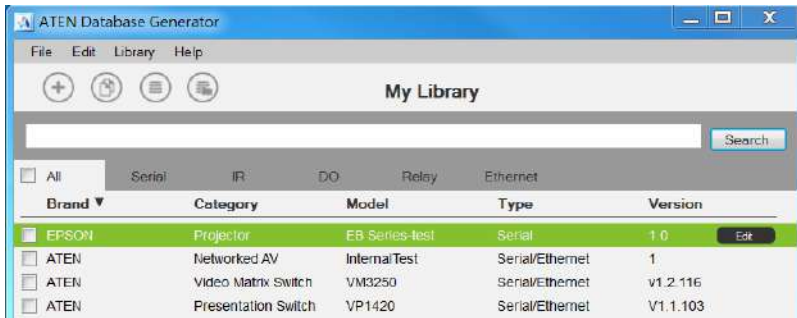 ATEN Database Generator
File Edit Library Help
My Library
Search
All Serial IR DO Relay Ethernet
Brand ▼ Category Model Type Version
EPSON Projector EB Series-test Serial 1.0 Edit
ATEN Networked AV InternalTest Serial/Ethernet 1
ATEN Video Matrix Switch VM3250 Serial/Ethernet v1.2.116
ATEN Presentation Switch VP1420 Serial/Ethernet V1.1.103